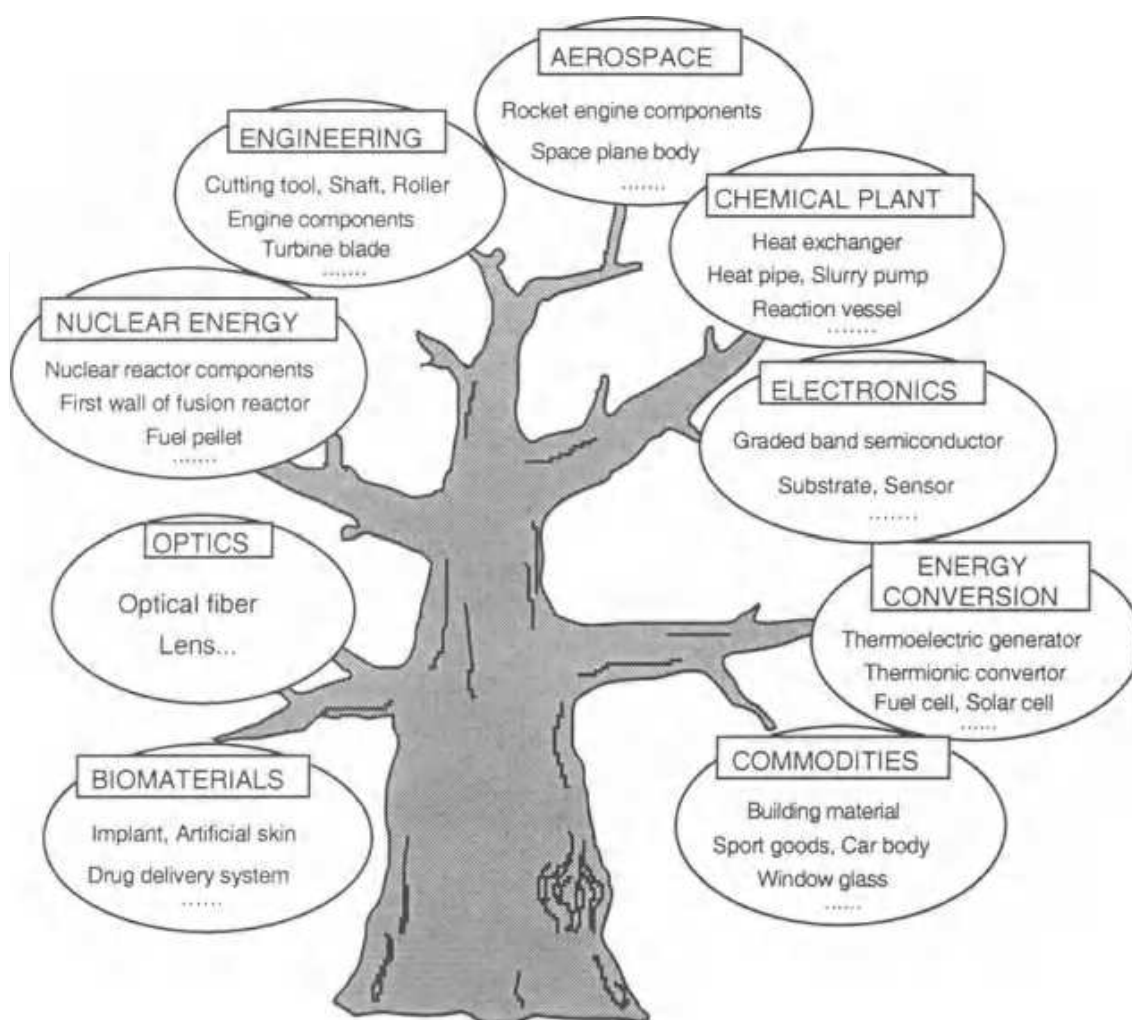 AEROSPACE
Rocket engine components
Space plane body
.......
ENGINEERING
Cutting tool, Shaft, Roller
Engine components
Turbine blade
.......
CHEMICAL PLANT
Heat exchanger
Heat pipe, Slurry pump
Reaction vessel
.......
NUCLEAR ENERGY
Nuclear reactor components
First wall of fusion reactor
Fuel pellet
.......
ELECTRONICS
Graded band semiconductor
Substrate, Sensor
.......
OPTICS
Optical fiber
Lens...
ENERGY
CONVERSION
Thermoelectric generator
Thermionic convertor
Fuel cell, Solar cell
......
BIOMATERIALS
Implant, Artificial skin
Drug delivery system
......
COMMODITIES
Building material
Sport goods, Car body
Window glass
......